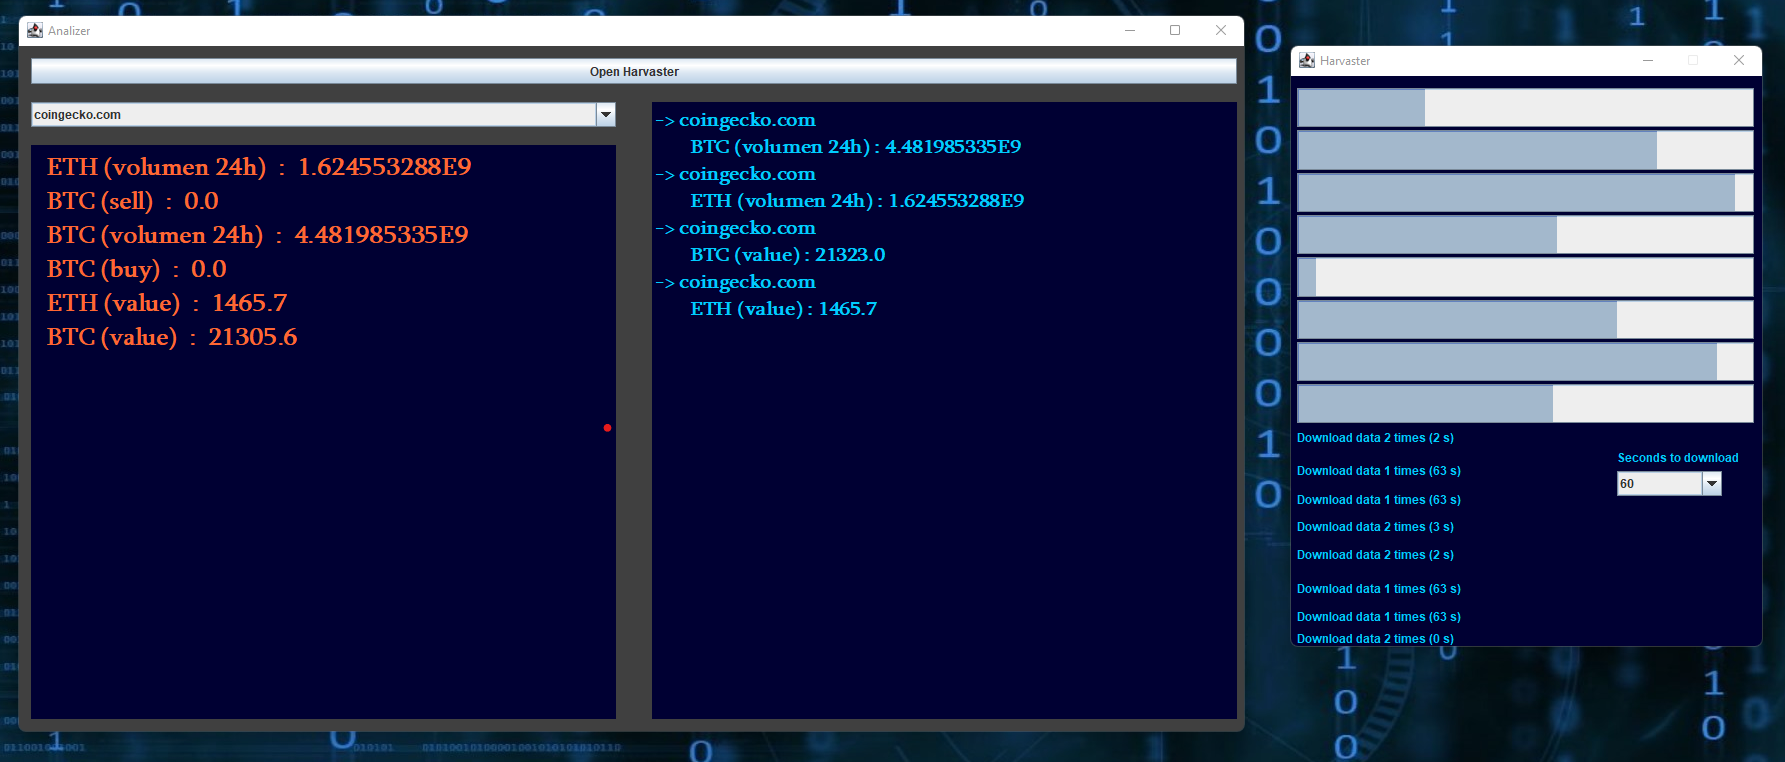 Analizer
Open Harvaster
coingecko.com
ETH (volumen 24h) : 1.624553288E9
BTC (sell) : 0.0
BTC (volumen 24h) : 4.481985335E9
BTC (buy) : 0.0
ETH (value) : 1465.7
BTC (value) : 21305.6
-> coingecko.com
BTC (volumen 24h) : 4.481985335E9
-> coingecko.com
ETH (volumen 24h) : 1.624553288E9
-> coingecko.com
BTC (value) : 21323.0
-> coingecko.com
ETH (value) : 1465.7
Harvaster
Download data 2 times (2 s)
Seconds to download
Download data 1 times (63 s)
60
Download data 1 times (63 s)
Download data 2 times (3 s)
Download data 2 times (2 s)
Download data 1 times (63 s)
Download data 1 times (63 s)
Download data 2 times (0 s)